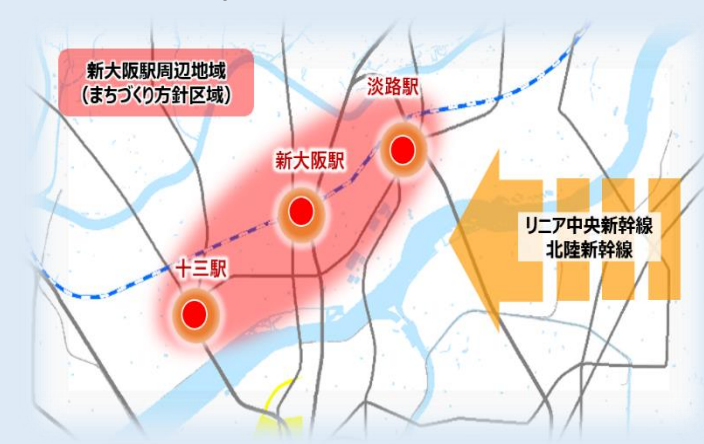 新大阪駅周辺地域
(まちづくり方針区域)
淡路駅
新大阪駅
リニア中央新幹線
北陸新幹線
十三駅